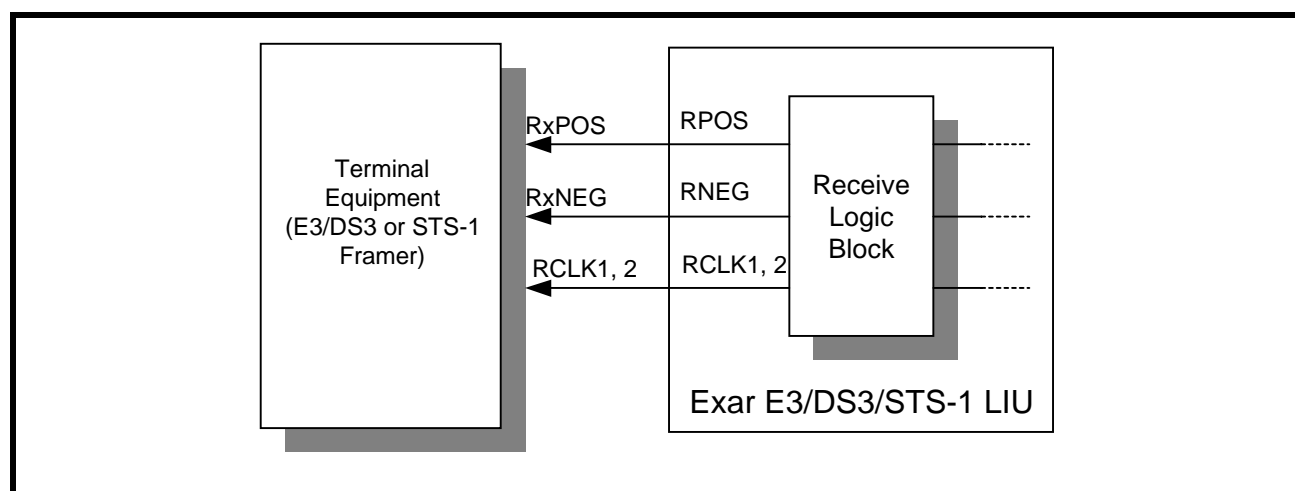 Terminal
Equipment
(E3/DS3 or STS-1
Framer)
RxPOS
RPOS
RxNEG
RNEG
RCLK1, 2
RCLK1, 2
Receive
Logic
Block
Exar E3/DS3/STS-1 LIU